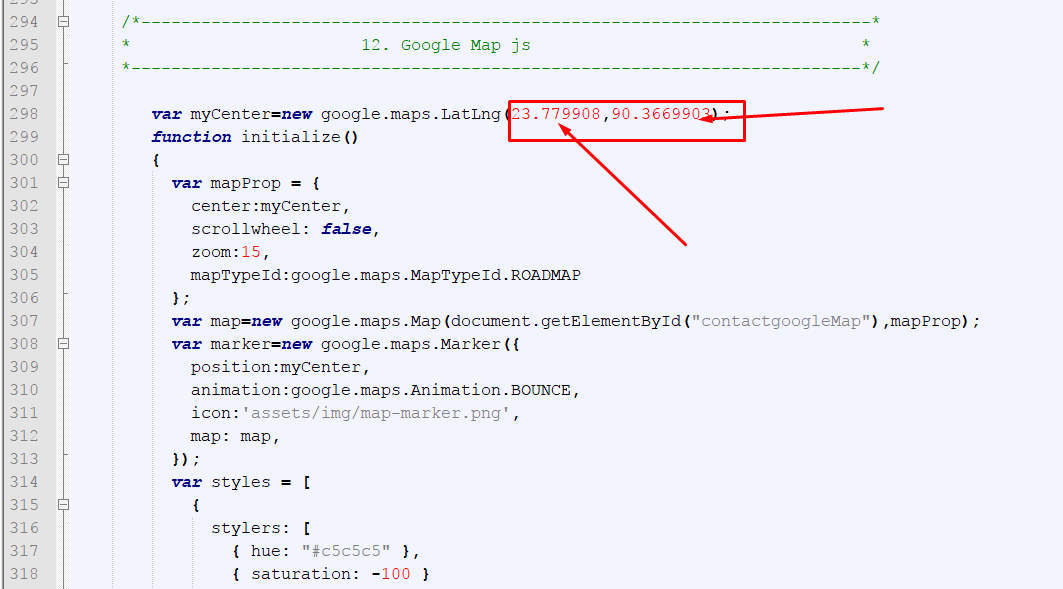 293
294 /*-------------------------------------------------------------------------*
295 * 12. Google Map js *
296 *-------------------------------------------------------------------------*/
297
298 var myCenter=new google.maps.LatLng(23.779908,90.3669903);
299 function initialize()
300 {
301 var mapProp = {
302 center:myCenter,
303 scrollwheel: false,
304 zoom:15,
305 mapTypeId:google.maps.MapTypeId.ROADMAP
306 };
307 var map=new google.maps.Map(document.getElementById("contactgoogleMap"),mapProp);
308 var marker=new google.maps.Marker({
309 position:myCenter,
310 animation:google.maps.Animation.BOUNCE,
311 icon:'assets/img/map-marker.png',
312 map: map,
313 });
314 var styles = [
315 {
316 stylers: [
317 { hue: "#c5c5c5" },
318 { saturation: -100 }